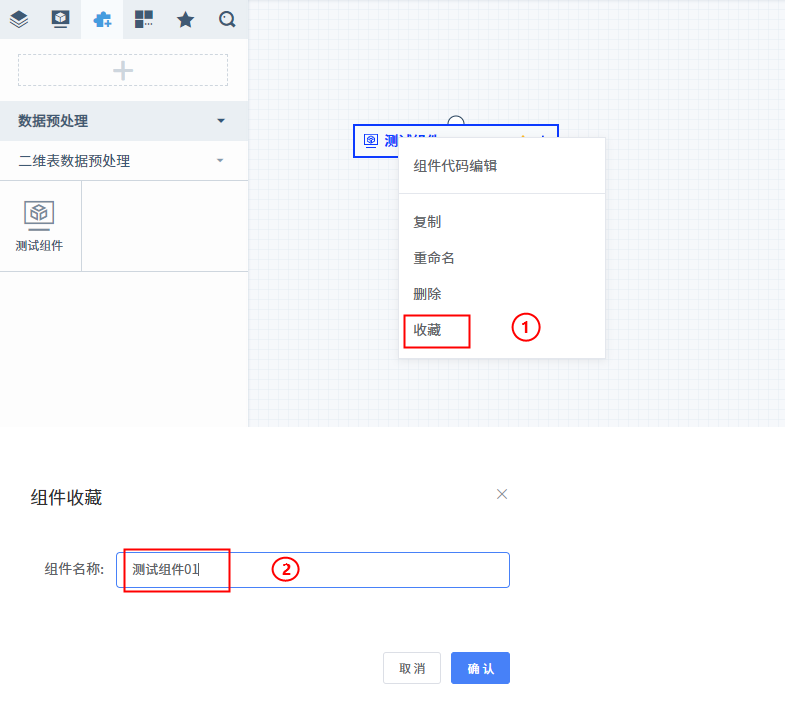 数据预处理
二维表数据预处理
测试组件
测试组件
组件代码编辑
复制
重命名
删除
收藏
1
组件收藏
组件名称:
测试组件01
2
取消
确认